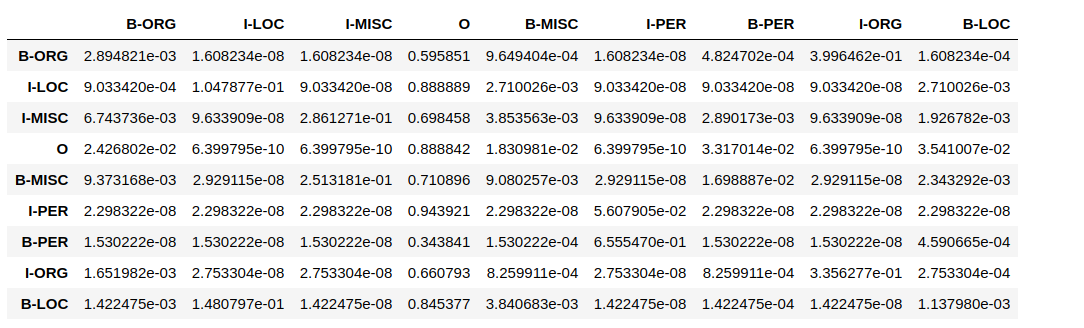 B-ORG I-LOC I-MISC O B-MISC I-PER B-PER I-ORG B-LOC
B-ORG 2.894821e-03 1.608234e-08 1.608234e-08 0.595851 9.649404e-04 1.608234e-08 4.824702e-04 3.996462e-01 1.608234e-04
I-LOC 9.033420e-04 1.047877e-01 9.033420e-08 0.888889 2.710026e-03 9.033420e-08 9.033420e-08 9.033420e-08 2.710026e-03
I-MISC 6.743736e-03 9.633909e-08 2.861271e-01 0.698458 3.853563e-03 9.633909e-08 2.890173e-03 9.633909e-08 1.926782e-03
O 2.426802e-02 6.399795e-10 6.399795e-10 0.888842 1.830981e-02 6.399795e-10 3.317014e-02 6.399795e-10 3.541007e-02
B-MISC 9.373168e-03 2.929115e-08 2.513181e-01 0.710896 9.080257e-03 2.929115e-08 1.698887e-02 2.929115e-08 2.343292e-03
I-PER 2.298322e-08 2.298322e-08 2.298322e-08 0.943921 2.298322e-08 5.607905e-02 2.298322e-08 2.298322e-08 2.298322e-08
B-PER 1.530222e-08 1.530222e-08 1.530222e-08 0.343841 1.530222e-04 6.555470e-01 1.530222e-08 1.530222e-08 4.590665e-04
I-ORG 1.651982e-03 2.753304e-08 2.753304e-08 0.660793 8.259911e-04 2.753304e-08 8.259911e-04 3.356277e-01 2.753304e-04
B-LOC 1.422475e-03 1.480797e-01 1.422475e-08 0.845377 3.840683e-03 1.422475e-08 1.422475e-04 1.422475e-08 1.137980e-03